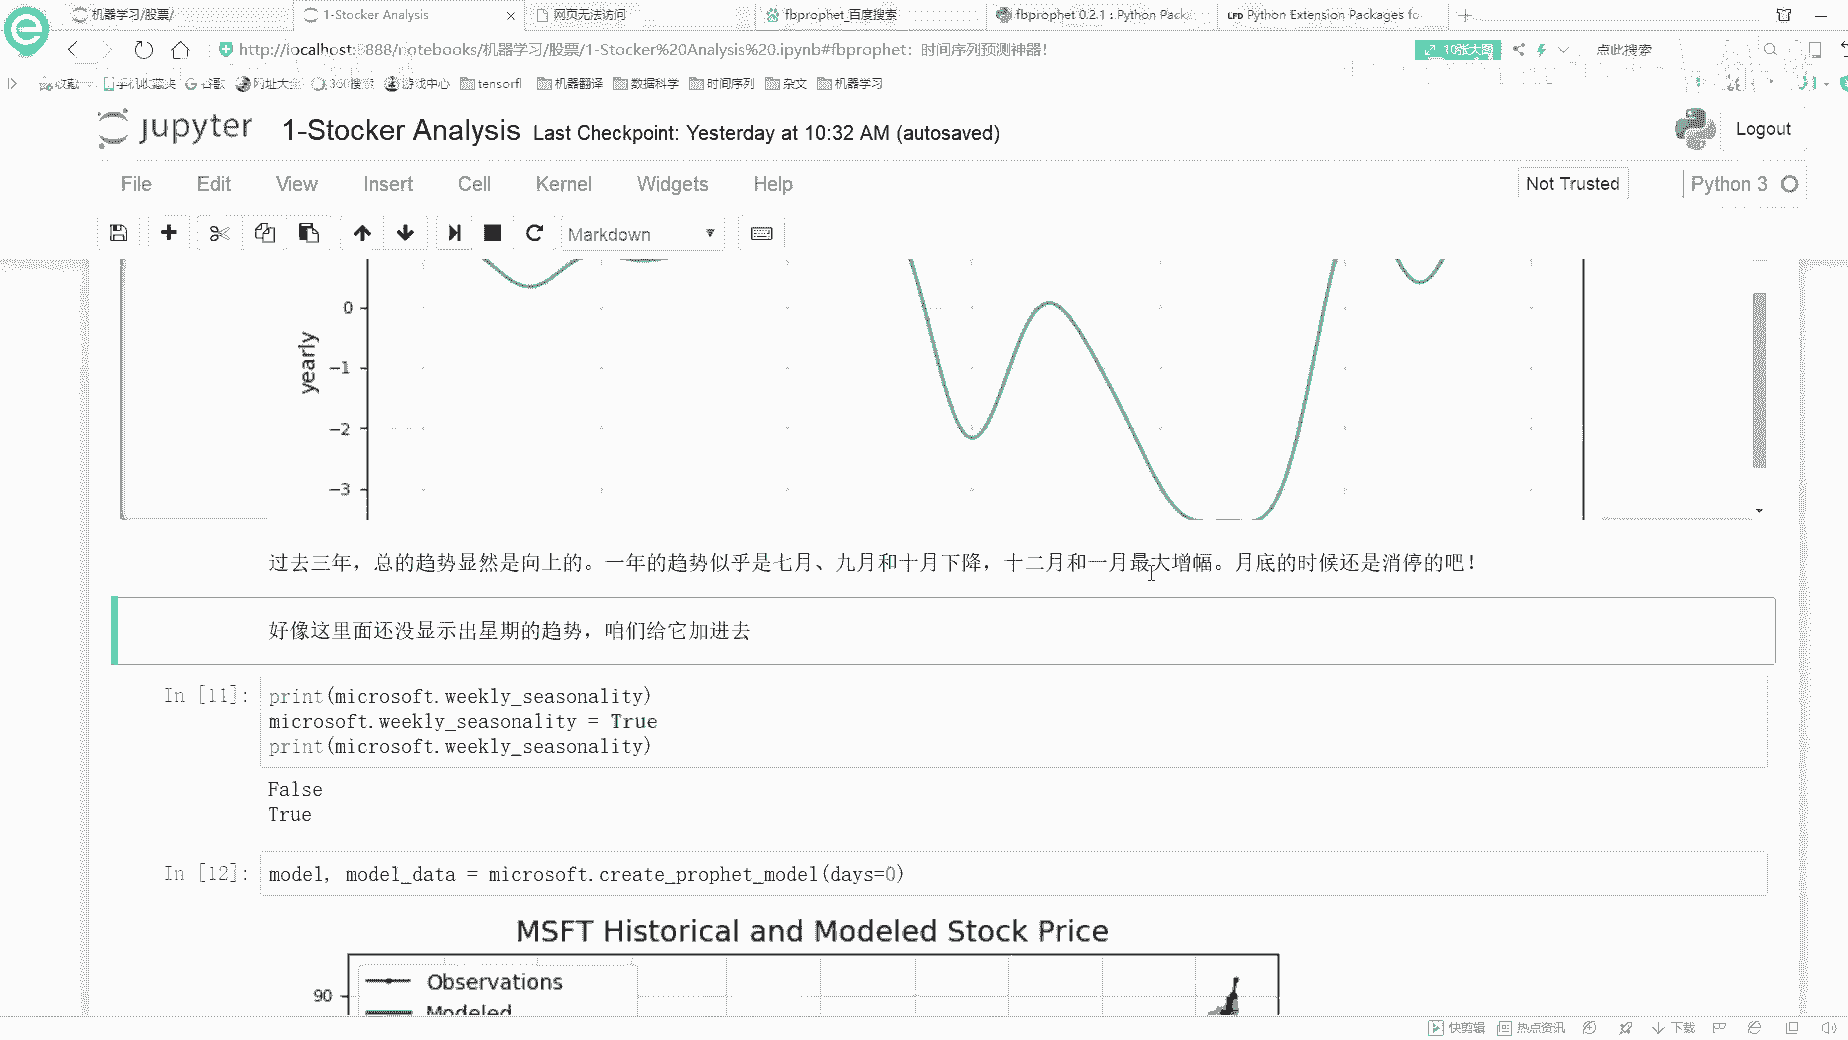 机器学习/股票/
1-Stocker Analysis
网页无法访问
fbprophet_百度搜索
fbprophet 0.2.1 : Python Pack
Python Extension Packages fo
http://localhost:8888/notebooks/机器学习/股票/1-Stocker%20Analysis%20.ipynb#fbprophet：时间序列预测神器!
10张大图
点此搜索
收藏
手机收藏夹
谷歌
网址大全
360搜索
游戏中心
tensorfl
机器翻译
数据科学
时间序列
杂文
机器学习
jupyter
1-Stocker Analysis
Last Checkpoint: Yesterday at 10:32 AM (autosaved)
Logout
File
Edit
View
Insert
Cell
Kernel
Widgets
Help
Not Trusted
Python 3
Markdown
yearly
0
−1
−2
−3
过去三年，总的趋势显然是向上的。一年的趋势似乎是七月、九月和十月下降，十二月和一月最大增幅。月底的时候还是消停的吧！
好像这里面还没显示出星期的趋势，咱们给它加进去
In [11]:
print(microsoft.weekly_seasonality)
microsoft.weekly_seasonality = True
print(microsoft.weekly_seasonality)
False
True
In [12]:
model, model_data = microsoft.create_prophet_model(days=0)
MSFT Historical and Modeled Stock Price
Observations
Modeled
90
快剪辑
热点资讯
下载